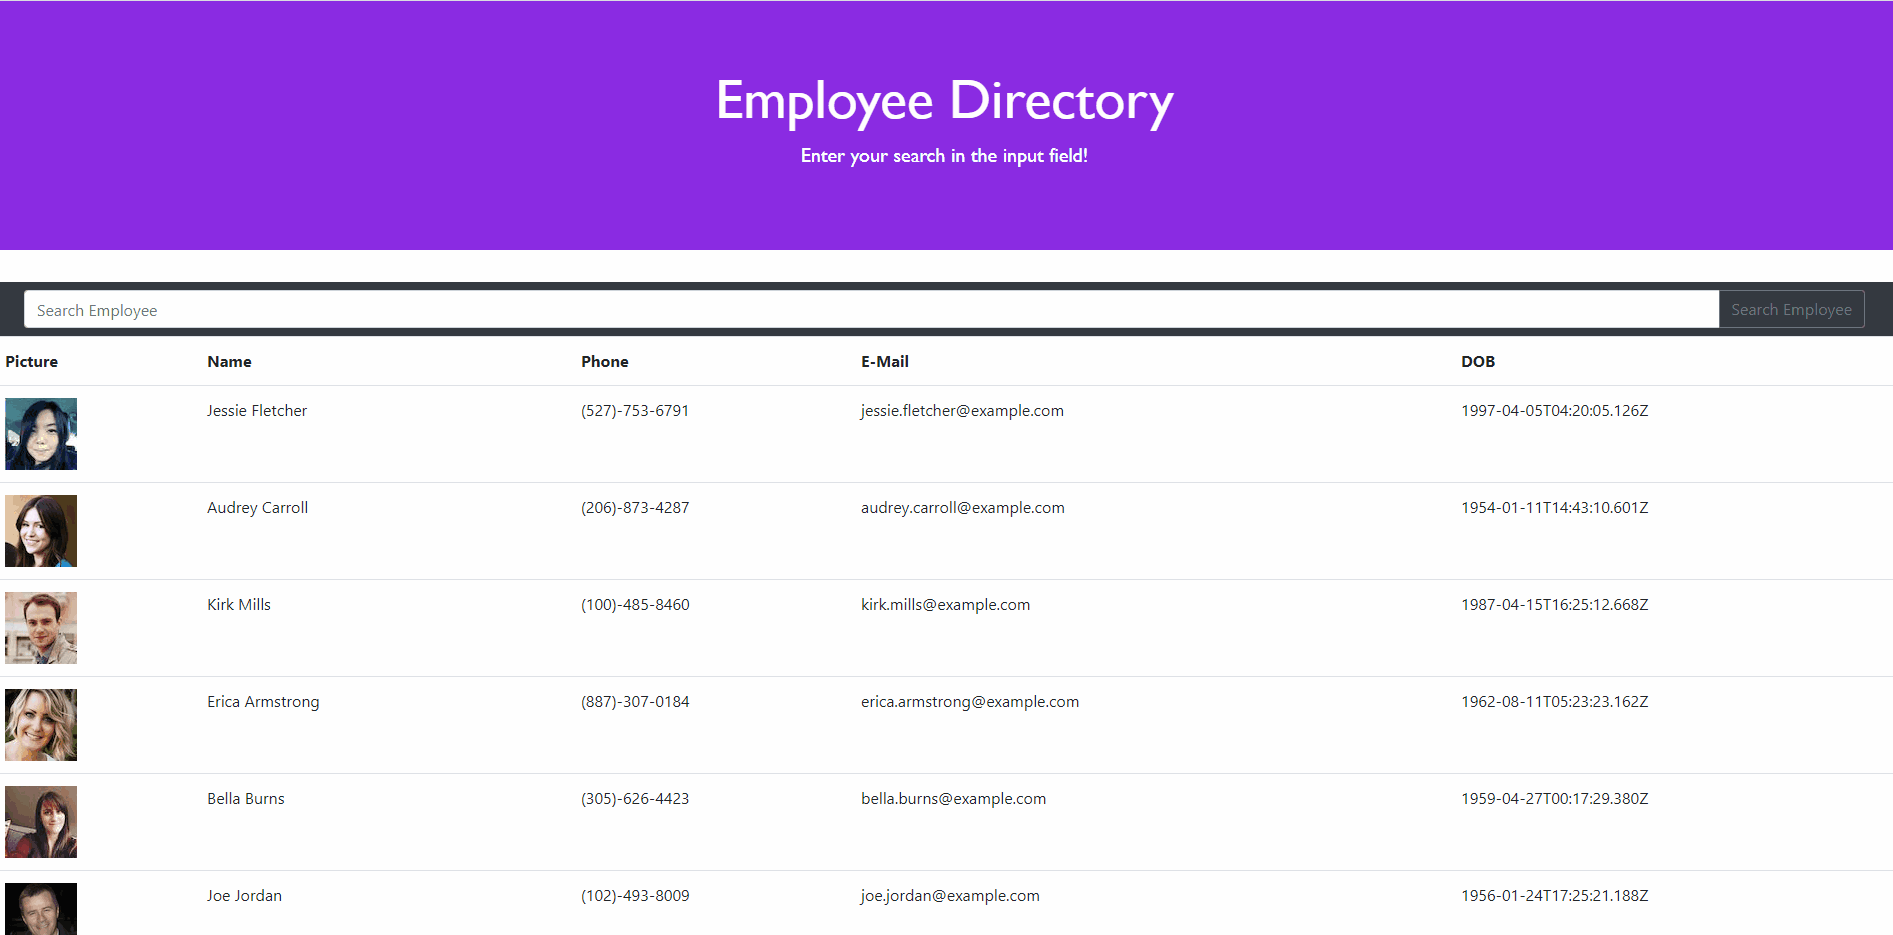 Employee Directory
Enter your search in the input field!
Search Employee Search Employee
Picture Name Phone E-Mail DOB
Jessie Fletcher (527)-753-6791 jessie.fletcher@example.com 1997-04-05T04:20:05.126Z
Audrey Carroll (206)-873-4287 audrey.carroll@example.com 1954-01-11T14:43:10.601Z
Kirk Mills (100)-485-8460 kirk.mills@example.com 1987-04-15T16:25:12.668Z
Erica Armstrong (887)-307-0184 erica.armstrong@example.com 1962-08-11T05:23:23.162Z
Bella Burns (305)-626-4423 bella.burns@example.com 1959-04-27T00:17:29.380Z
Joe Jordan (102)-493-8009 joe.jordan@example.com 1956-01-24T17:25:21.188Z